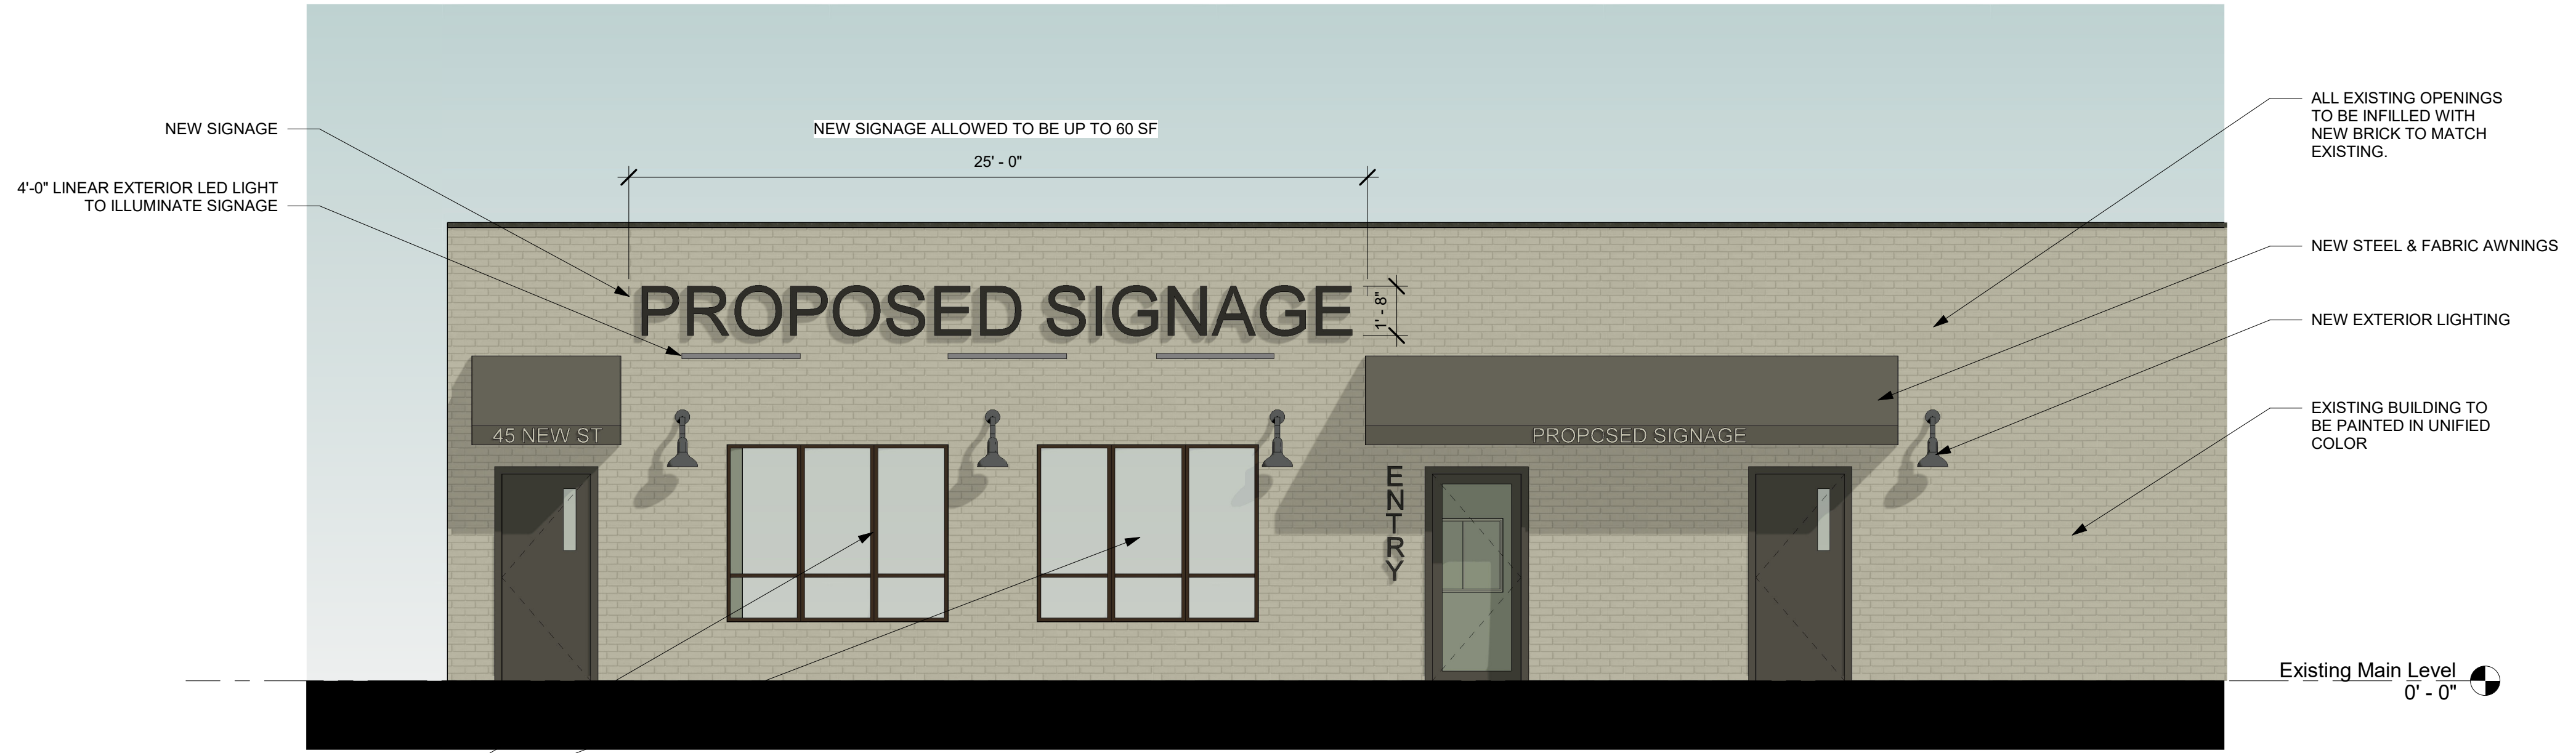 NEW SIGNAGE
4'-0" LINEAR EXTERIOR LED LIGHT
TO ILLUMINATE SIGNAGE
NEW SIGNAGE ALLOWED TO BE UP TO 60 SF
25' - 0"
PROPOSED SIGNAGE
1' - 8"
45 NEW ST
PROPOSED SIGNAGE
ENTRY
ALL EXISTING OPENINGS
TO BE INFILLED WITH
NEW BRICK TO MATCH
EXISTING.
NEW STEEL & FABRIC AWNINGS
NEW EXTERIOR LIGHTING
EXISTING BUILDING TO
BE PAINTED IN UNIFIED
COLOR
Existing Main Level
0' - 0"